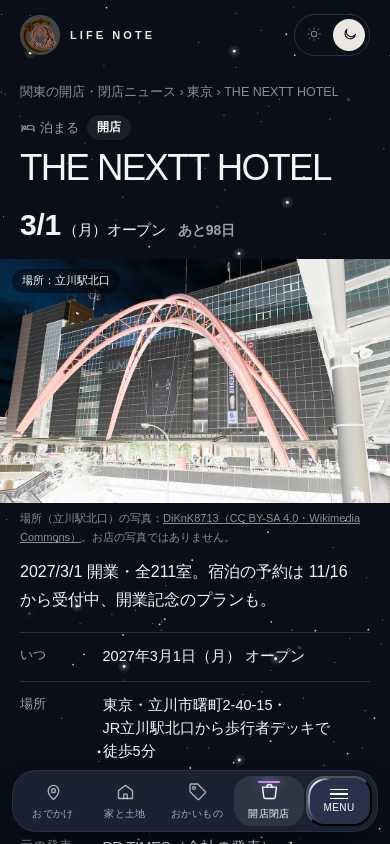 LIFE NOTE
関東の開店・閉店ニュース › 東京 › THE NEXTT HOTEL
泊まる 開店
THE NEXTT HOTEL
3/1（月）オープン あと98日
場所：立川駅北口
場所（立川駅北口）の写真：DiKnK8713（CC BY-SA 4.0・Wikimedia
Commons）。お店の写真ではありません。
2027/3/1 開業・全211室。宿泊の予約は 11/16
から受付中、開業記念のプランも。
いつ 2027年3月1日（月） オープン
場所 東京・立川市曙町2-40-15・
JR立川駅北口から歩行者デッキで
徒歩5分
おでかけ 家と土地 おかいもの 開店閉店 MENU